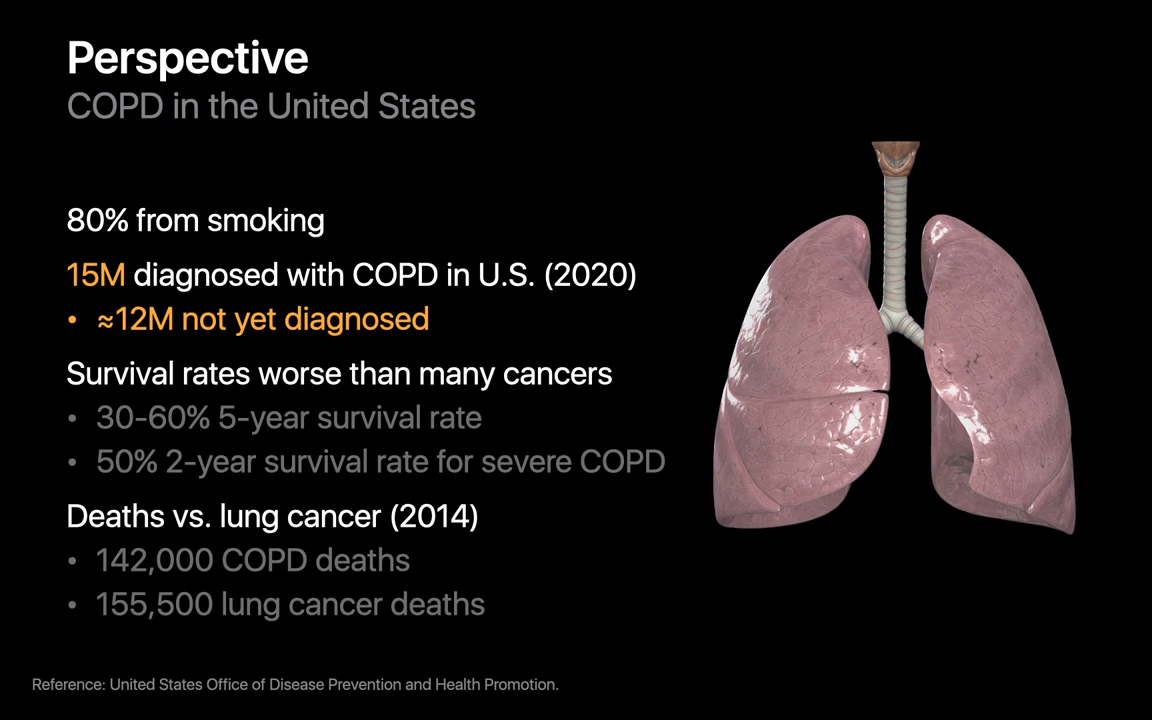 Perspective
COPD in the United States
80% from smoking
15M diagnosed with COPD in U.S. (2020)
• ≈12M not yet diagnosed
Survival rates worse than many cancers
• 30-60% 5-year survival rate
• 50% 2-year survival rate for severe COPD
Deaths vs. lung cancer (2014)
• 142,000 COPD deaths
• 155,500 lung cancer deaths
Reference: United States Office of Disease Prevention and Health Promotion.